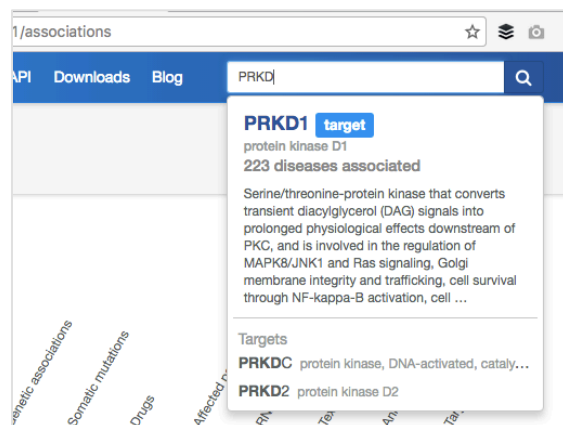 1/associations
API Downloads Blog PRKD
PRKD1 target
protein kinase D1
223 diseases associated
Serine/threonine-protein kinase that converts
transient diacylglycerol (DAG) signals into
prolonged physiological effects downstream of
PKC, and is involved in the regulation of
MAPK8/JNK1 and Ras signaling, Golgi
membrane integrity and trafficking, cell survival
through NF-kappa-B activation, cell ...
Targets
PRKDC protein kinase, DNA-activated, cataly...
PRKD2 protein kinase D2
associations
Somatic mutations
Drugs
Affected